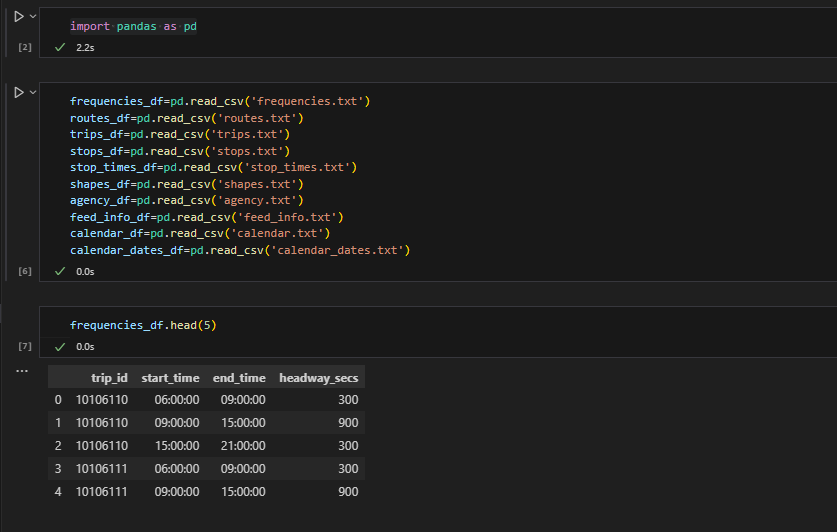 import pandas as pd
[2]
2.2s
frequencies_df=pd.read_csv('frequencies.txt')
routes_df=pd.read_csv('routes.txt')
trips_df=pd.read_csv('trips.txt')
stops_df=pd.read_csv('stops.txt')
stop_times_df=pd.read_csv('stop_times.txt')
shapes_df=pd.read_csv('shapes.txt')
agency_df=pd.read_csv('agency.txt')
feed_info_df=pd.read_csv('feed_info.txt')
calendar_df=pd.read_csv('calendar.txt')
calendar_dates_df=pd.read_csv('calendar_dates.txt')
[6]
0.0s
frequencies_df.head(5)
[7]
0.0s
...
trip_id start_time end_time headway_secs
0 10106110 06:00:00 09:00:00 300
1 10106110 09:00:00 15:00:00 900
2 10106110 15:00:00 21:00:00 300
3 10106111 06:00:00 09:00:00 300
4 10106111 09:00:00 15:00:00 900